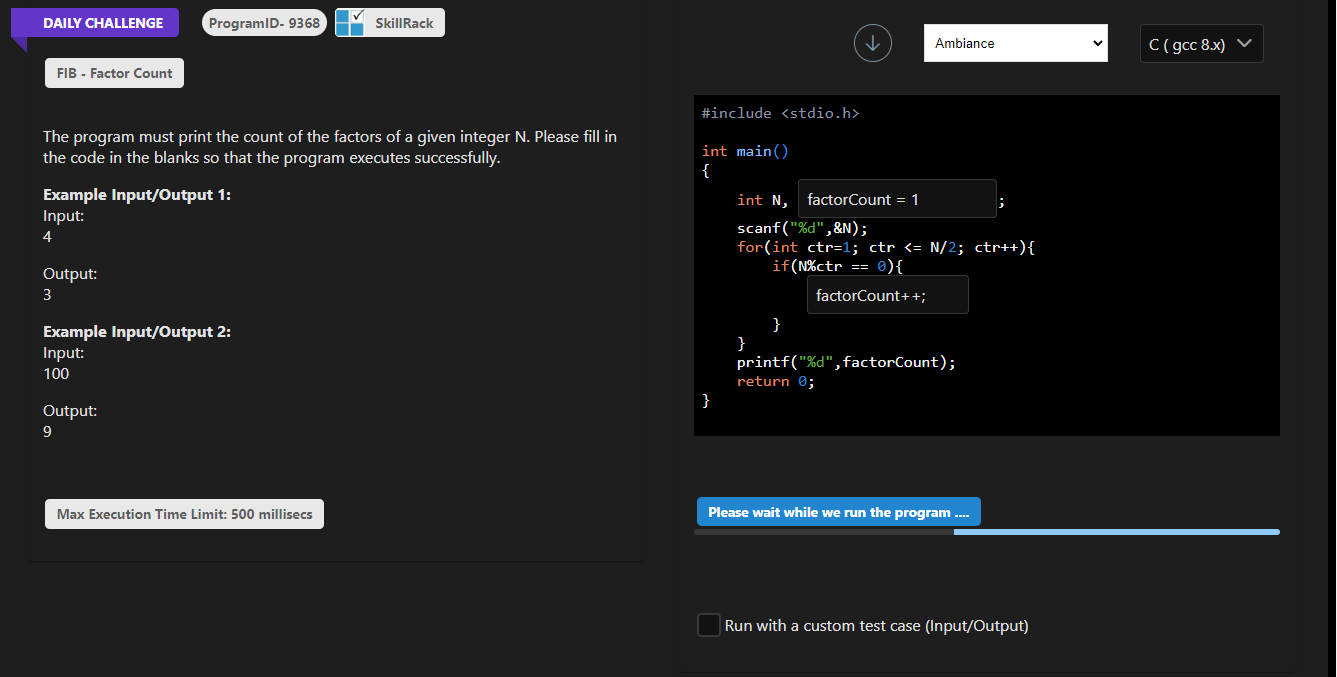 DAILY CHALLENGE
ProgramID- 9368
SkillRack
FIB - Factor Count
The program must print the count of the factors of a given integer N. Please fill in
the code in the blanks so that the program executes successfully.
Example Input/Output 1:
Input:
4
Output:
3
Example Input/Output 2:
Input:
100
Output:
9
Max Execution Time Limit: 500 millisecs
Ambiance
C ( gcc 8.x)
#include <stdio.h>
int main()
{
int N, factorCount = 1 ;
scanf("%d",&N);
for(int ctr=1; ctr <= N/2; ctr++){
if(N%ctr == 0){
factorCount++;
}
}
printf("%d",factorCount);
return 0;
}
Please wait while we run the program ....
Run with a custom test case (Input/Output)